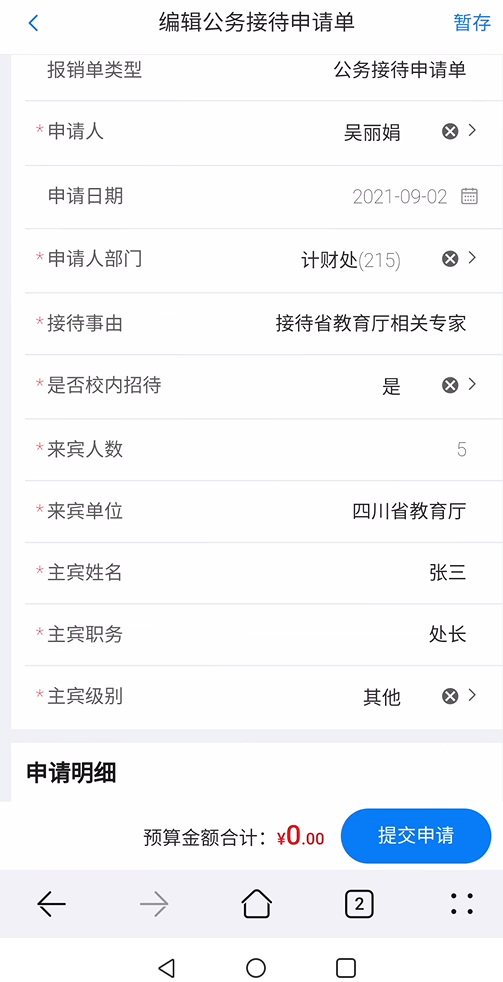 编辑公务接待申请单
暂存
报销单类型 公务接待申请单
*申请人 吴丽娟
申请日期 2021-09-02
*申请人部门 计财处(215)
*接待事由 接待省教育厅相关专家
*是否校内招待 是
*来宾人数 5
*来宾单位 四川省教育厅
*主宾姓名 张三
*主宾职务 处长
*主宾级别 其他
申请明细
预算金额合计：¥0.00 提交申请
2